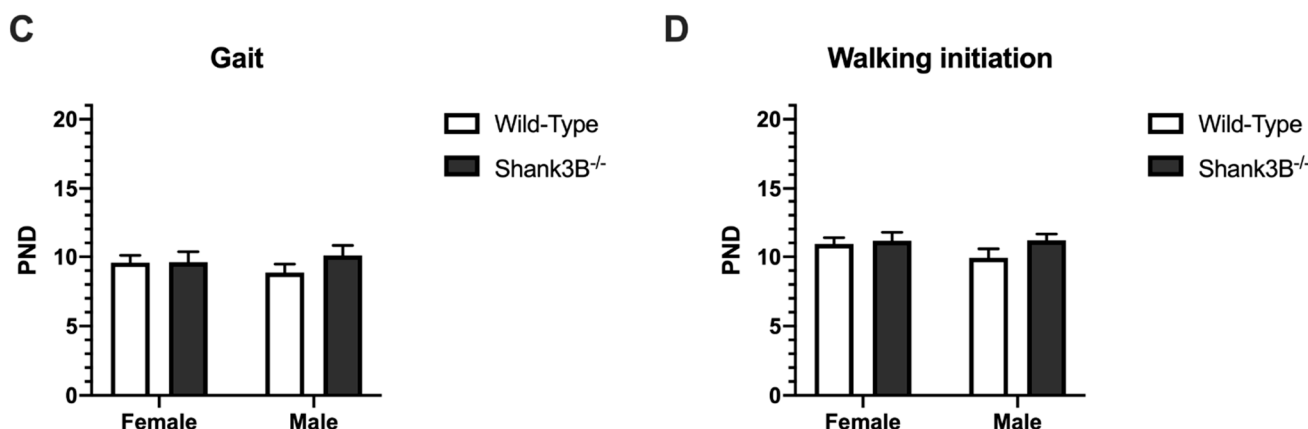 C
Gait
PND
20
15
10
5
0
Female
Male
Wild-Type
Shank3B-/-
D
Walking initiation
PND
20
15
10
5
0
Female
Male
Wild-Type
Shank3B-/-